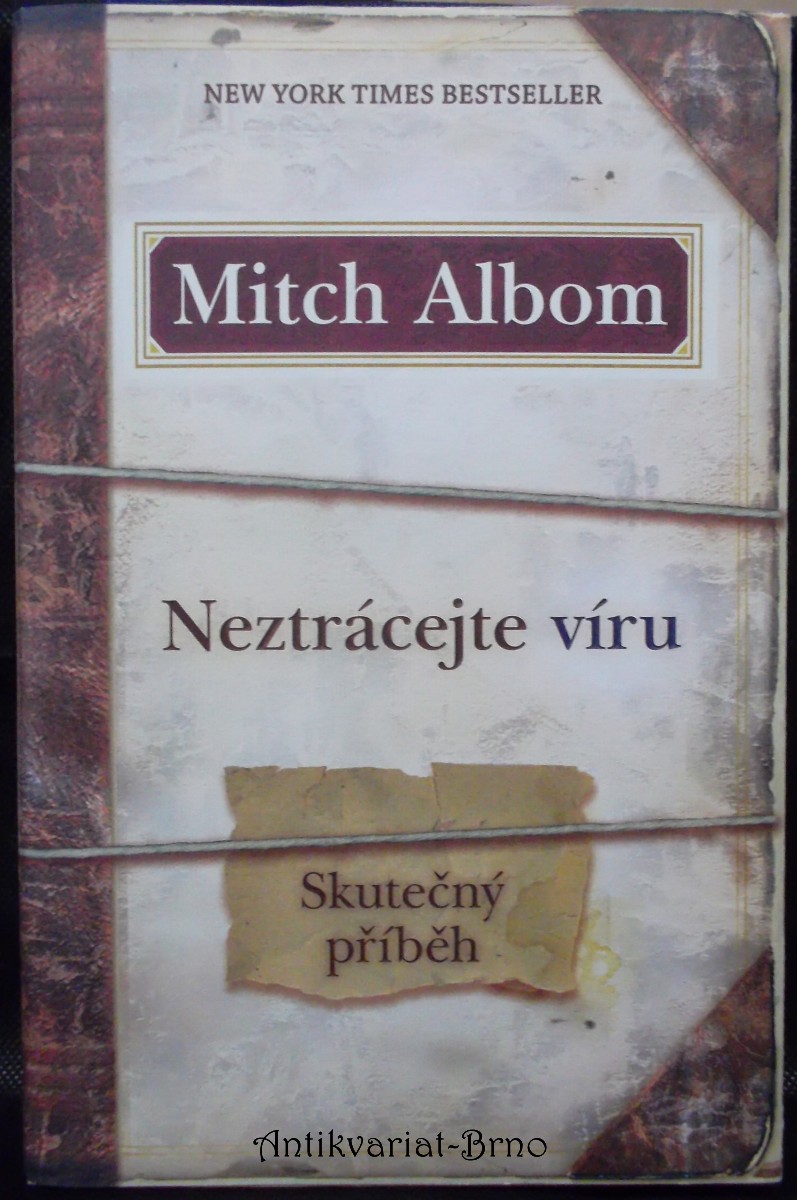 NEW YORK TIMES BESTSELLER
Mitch Albom
Neztrácejte víru
Skutečný
příběh
Antikvariat-Brno